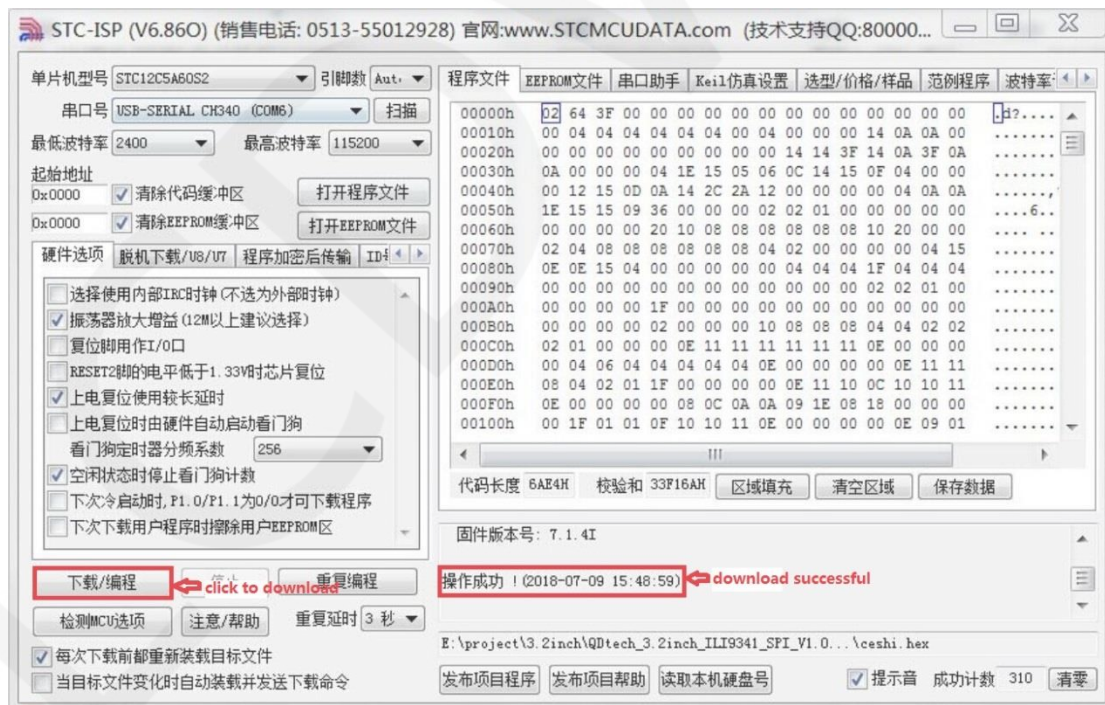 STC-ISP (V6.86O) (销售电话: 0513-55012928) 官网:www.STCMCUDATA.com (技术支持QQ:80000...
单片机型号 STC12C5A60S2 引脚数 Aut.
串口号 USB-SERIAL CH340 (COM6) 扫描
最低波特率 2400 最高波特率 115200
起始地址
0x0000 清除代码缓冲区 打开程序文件
0x0000 清除EEPROM缓冲区 打开EEPROM文件
硬件选项 脱机下载/U8/U7 程序加密后传输
选择使用内部IRC时钟(不选为外部时钟)
振荡器放大增益(12M以上建议选择)
复位脚用作I/O口
RESET2脚的电平低于1.33V时芯片复位
上电复位使用较长延时
上电复位时由硬件自动启动看门狗
看门狗定时器分频系数 256
空闲状态时停止看门狗计数
下次冷启动时,P1.0/P1.1为0/0才可下载程序
下次下载用户程序时擦除用户EEPROM区
下载/编程 click to download 重复编程
检测MCU选项 注意/帮助 重复延时 3 秒
每次下载前都重新装载目标文件
当目标文件变化时自动装载并发送下载命令
程序文件 EEPROM文件 串口助手 Keil仿真设置 选型/价格/样品 范例程序 波特率
00000h 02 64 3F 00 00 00 00 00 00 00 00 00 00 00 00 00 .d?....
00010h 00 04 04 04 04 04 04 00 04 00 00 00 14 0A 0A 00 .......
00020h 00 00 00 00 00 00 00 00 00 14 14 3F 14 0A 3F 0A .......
00030h 0A 00 00 00 04 1E 15 05 06 0C 14 15 0F 04 00 00 .......
00040h 00 12 15 0D 0A 14 2C 2A 12 00 00 00 00 04 0A 0A ......,
00050h 1E 15 15 09 36 00 00 00 02 02 01 00 00 00 00 00 ....6..
00060h 00 00 00 00 20 10 08 08 08 08 08 08 10 20 00 00 .... ..
00070h 02 04 08 08 08 08 08 08 04 02 00 00 00 00 04 15 .......
00080h 0E 0E 15 04 00 00 00 00 00 04 04 04 1F 04 04 04 .......
00090h 00 00 00 00 00 00 00 00 00 00 00 00 02 02 01 00 .......
000A0h 00 00 00 00 1F 00 00 00 00 00 00 00 00 00 00 00 .......
000B0h 00 00 00 00 02 00 00 00 10 08 08 08 04 04 02 02 .......
000C0h 02 01 00 00 00 0E 11 11 11 11 11 11 0E 00 00 00 .......
000D0h 00 04 06 04 04 04 04 04 0E 00 00 00 00 0E 11 11 .......
000E0h 08 04 02 01 1F 00 00 00 00 0E 11 10 0C 10 10 11 .......
000F0h 0E 00 00 00 00 08 0C 0A 0A 09 1E 08 18 00 00 00 .......
00100h 00 1F 01 01 0F 10 10 11 0E 00 00 00 00 0E 09 01 .......
代码长度 6AE4H 校验和 33F16AH 区域填充 清空区域 保存数据
固件版本号: 7.1.4I
操作成功 !(2018-07-09 15:48:59) download successful
E:\project\3.2inch\QDtech_3.2inch_ILI9341_SPI_V1.0...\ceshi.hex
发布项目程序 发布项目帮助 读取本机硬盘号 提示音 成功计数 310 清零